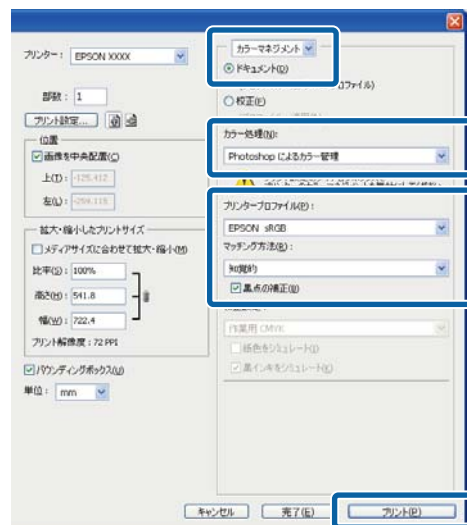 プリンター： EPSON XXXX
部数： 1
プリント設定...
位置
画像を中央配置(C)
上(T)： -125.412
左(L)： -294.115
拡大・縮小したプリントサイズ
メディアサイズに合わせて拡大・縮小(M)
比率(S)： 100%
高さ(H)： 541.8
幅(W)： 722.4
プリント解像度：72 PPI
バウンディングボックス(U)
単位： mm
カラーマネジメント
ドキュメント(D)
ロファイル)
校正(F)
カラー処理(N)：
Photoshop によるカラー管理
プリンタープロファイル(P)：
EPSON sRGB
マッチング方法(R)：
知覚的
黒点の補正(B)
作業用 CMYK
紙色をシミュレート(I)
黒インキをシミュレート(K)
キャンセル
完了(E)
プリント(P)